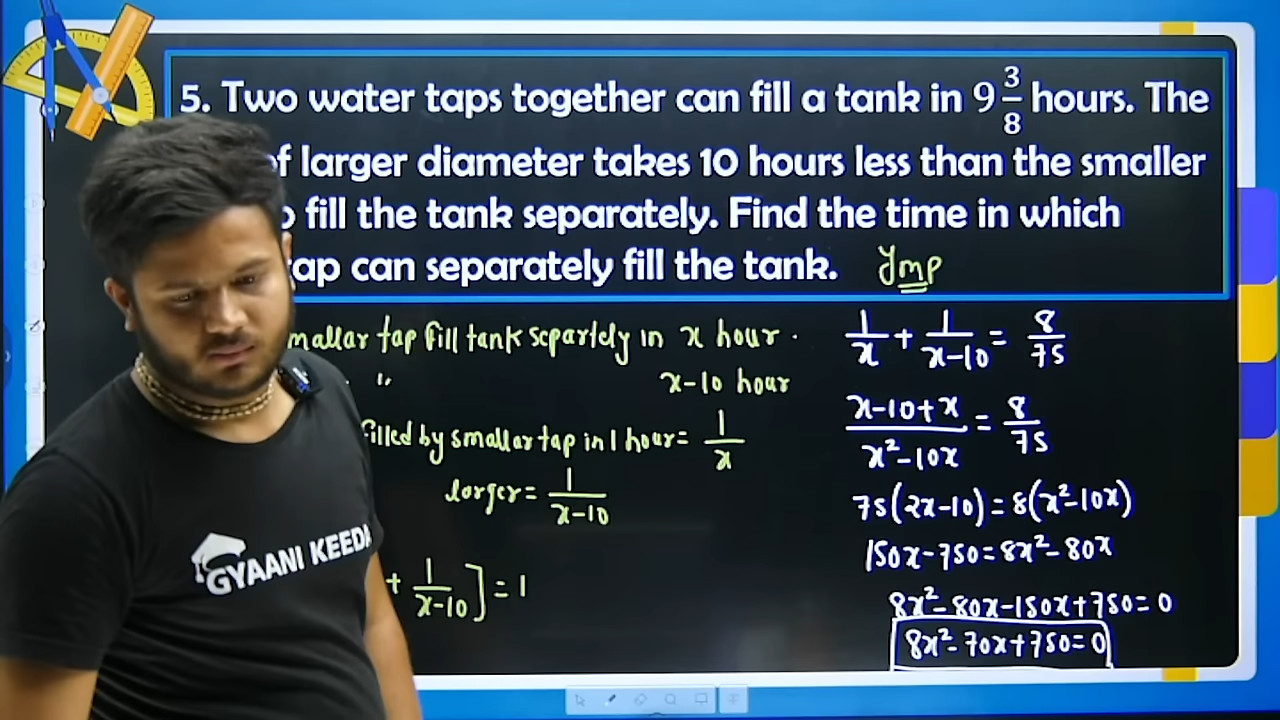 5. Two water taps together can fill a tank in 9 3/8 hours. The
of larger diameter takes 10 hours less than the smaller
fill the tank separately. Find the time in which
tap can separately fill the tank. Ymp
mallar tap fill tank separtely in x hour.
" x-10 hour
filled by smallar tap in 1 hour = 1/x
larger = 1/(x-10)
+ 1/(x-10)] = 1
1/x + 1/(x-10) = 8/75
(x-10+x)/(x²-10x) = 8/75
75(2x-10) = 8(x²-10x)
150x-750 = 8x²-80x
8x²-80x-150x+750=0
8x²-70x+750=0
GYAANI KEEDA